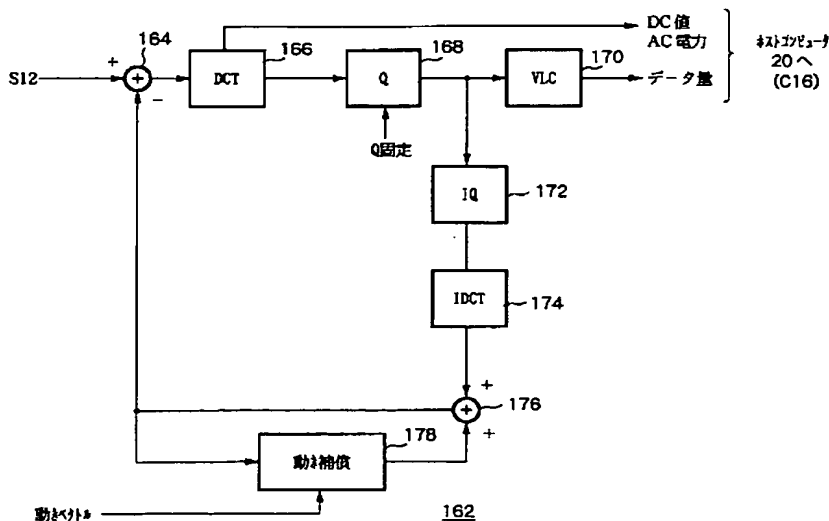 DC値
AC電力
ホストコンピュータ
20へ
(C16)
164
166
168
170
S12
+
+
−
DCT
Q
VLC
データ量
Q固定
IQ
172
IDCT
174
+
+
176
+
178
動き補償
動きベクトル
162